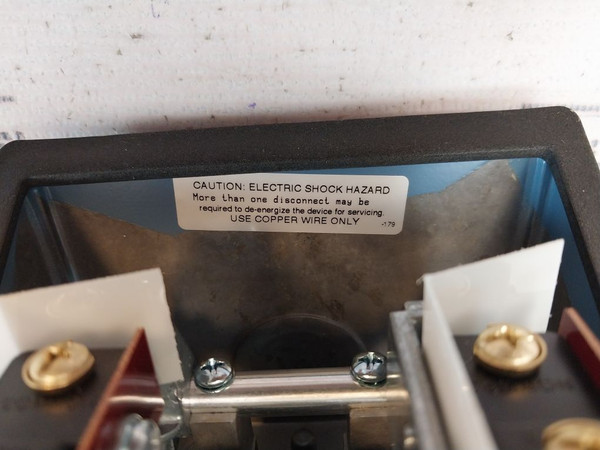 CAUTION: ELECTRIC SHOCK HAZARD
More than one disconnect may be
required to de-energize the device for servicing.
USE COPPER WIRE ONLY
-179